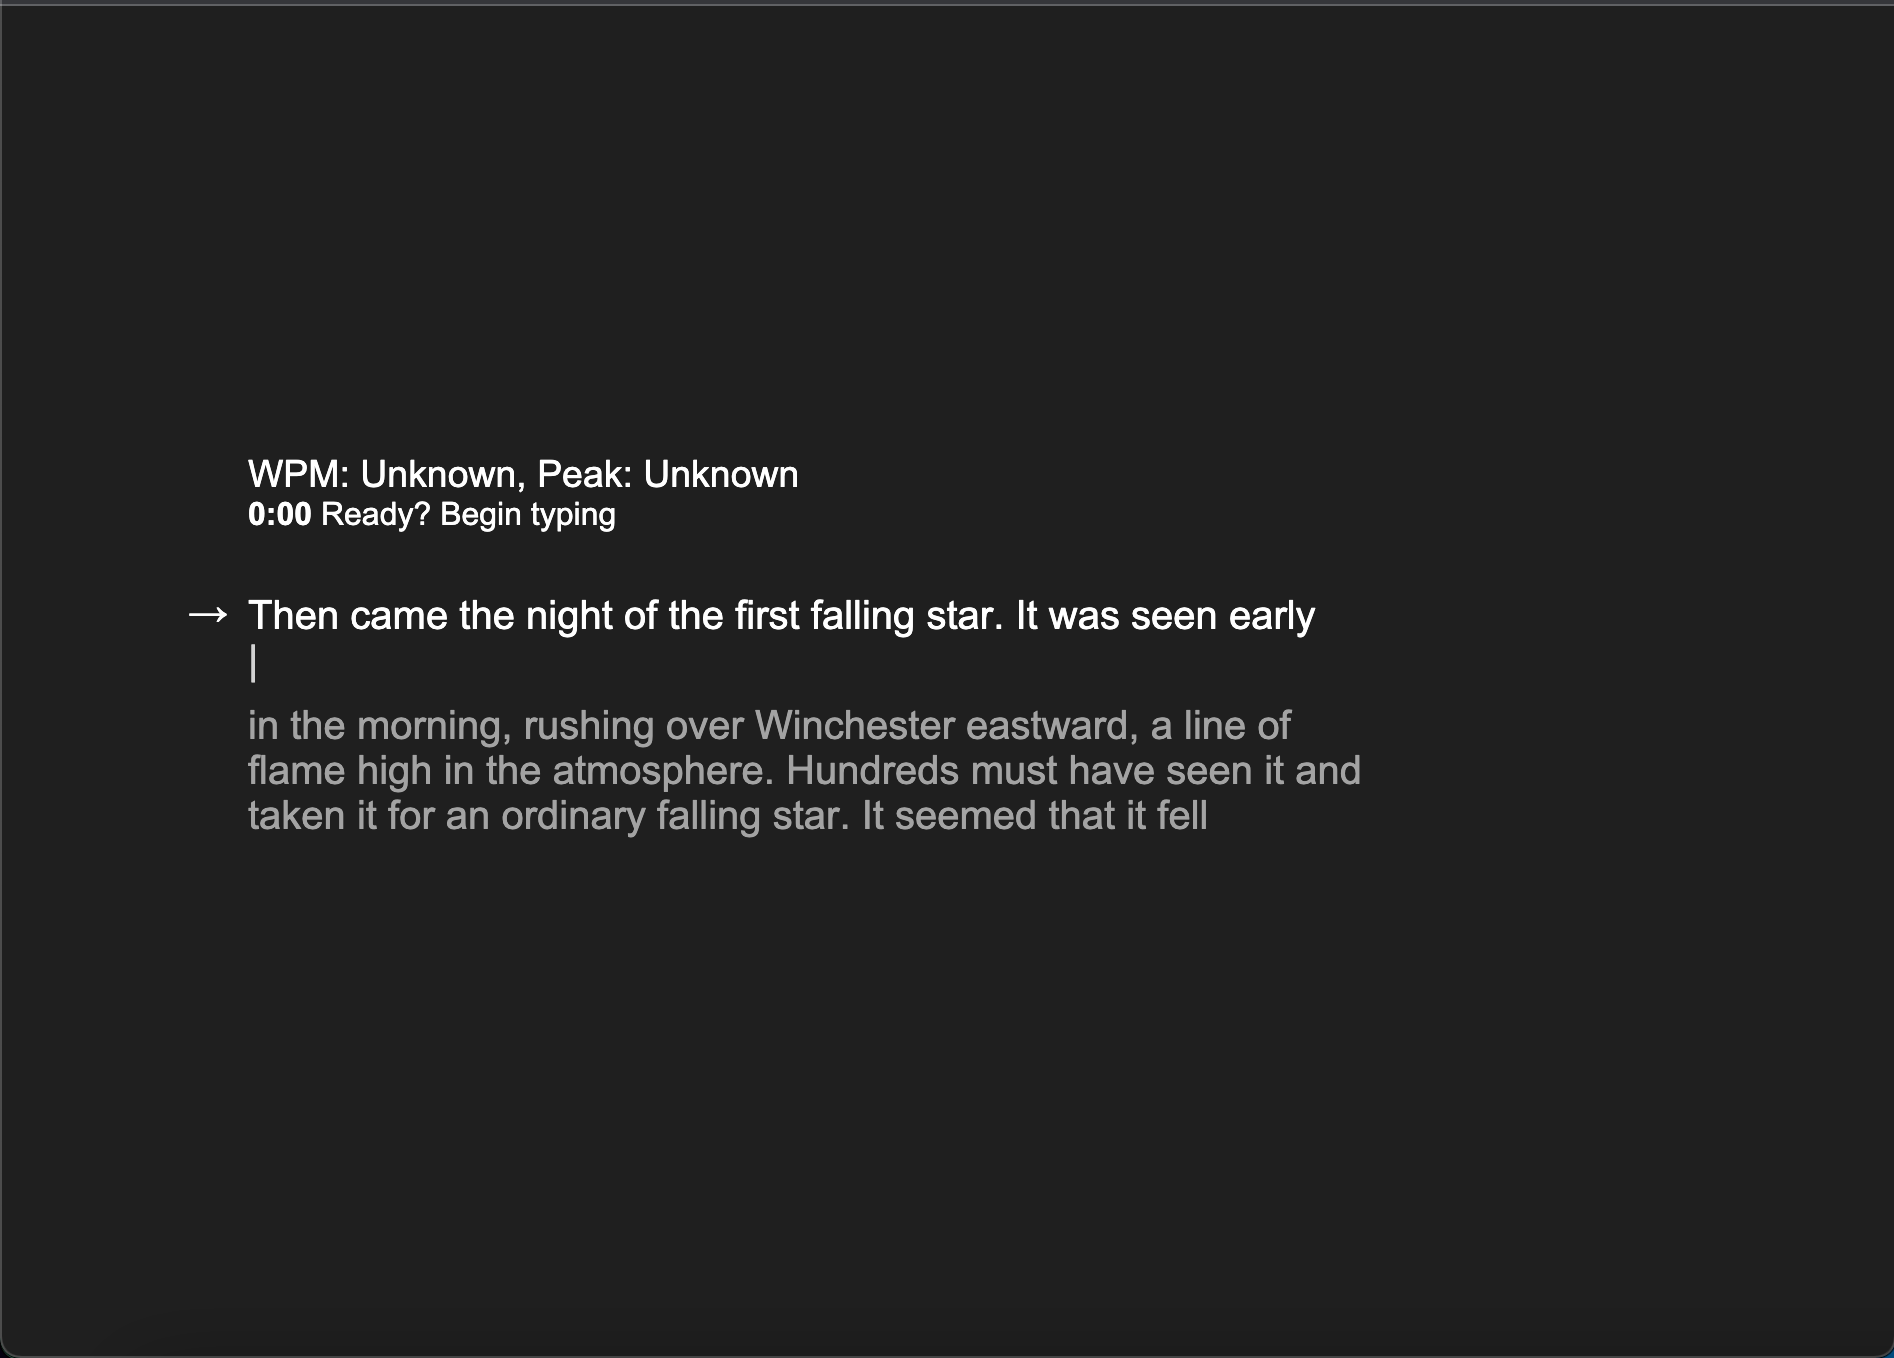 WPM: Unknown, Peak: Unknown
0:00 Ready? Begin typing
→ Then came the night of the first falling star. It was seen early
in the morning, rushing over Winchester eastward, a line of
flame high in the atmosphere. Hundreds must have seen it and
taken it for an ordinary falling star. It seemed that it fell